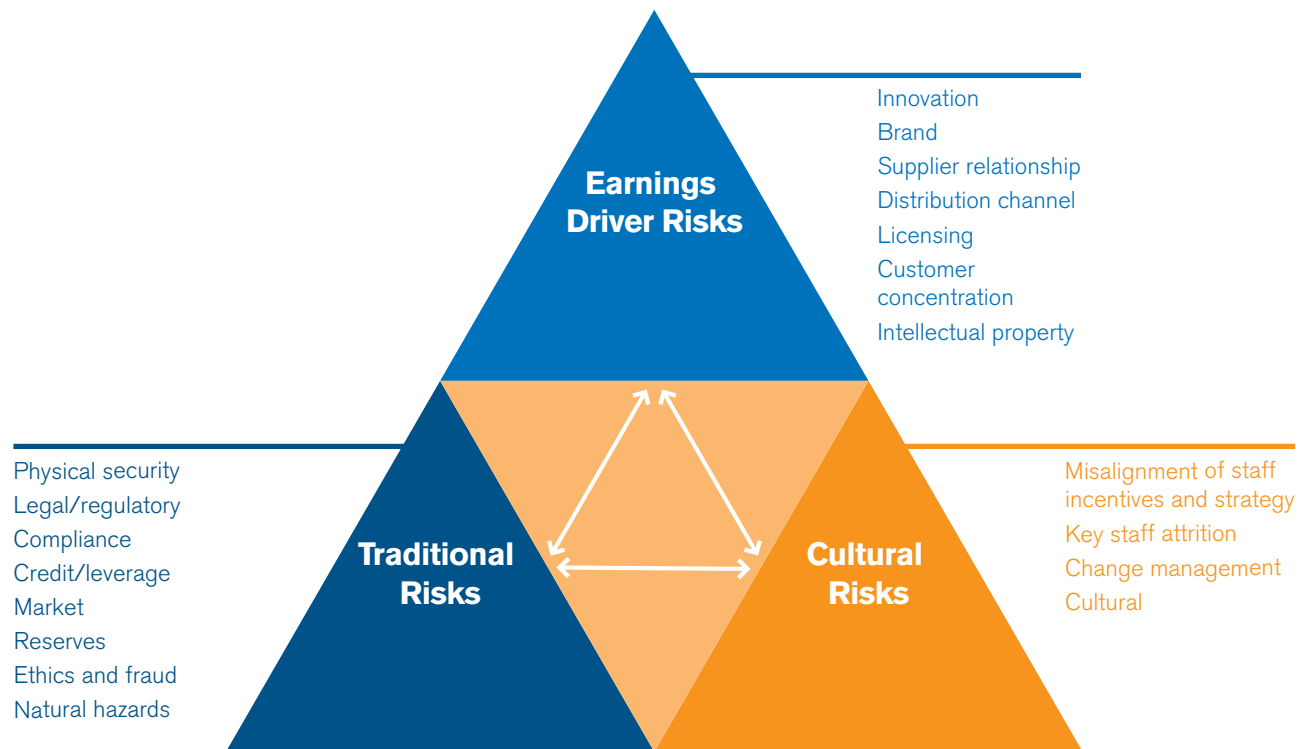 Innovation
Brand
Supplier relationship
Distribution channel
Licensing
Customer
concentration
Intellectual property
Earnings
Driver Risks
Physical security
Legal/regulatory
Compliance
Credit/leverage
Market
Reserves
Ethics and fraud
Natural hazards
Traditional
Risks
Cultural
Risks
Misalignment of staff
incentives and strategy
Key staff attrition
Change management
Cultural